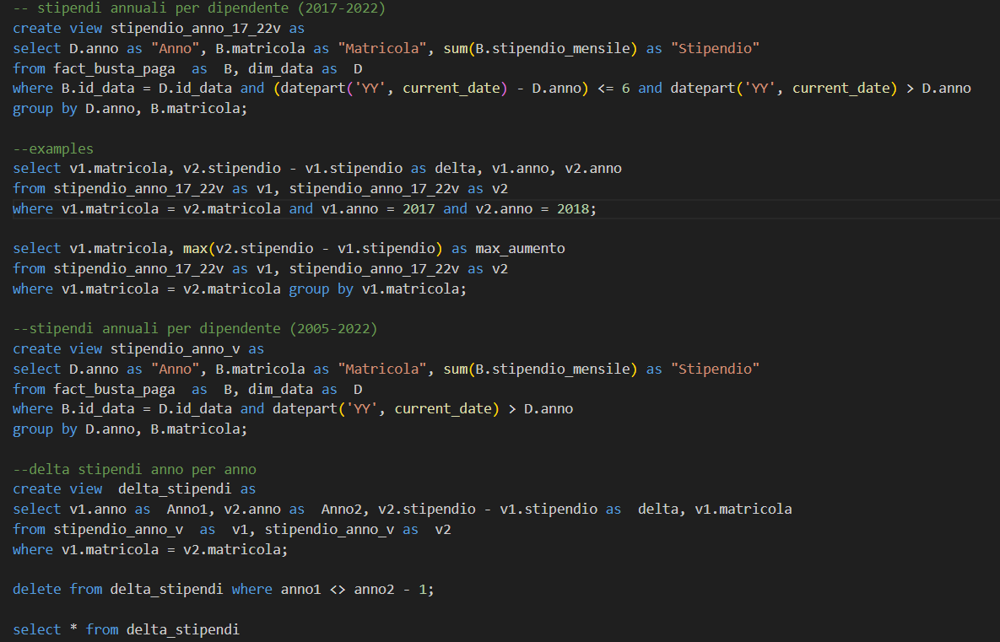 -- stipendi annuali per dipendente (2017-2022)
create view stipendio_anno_17_22v as
select D.anno as "Anno", B.matricola as "Matricola", sum(B.stipendio_mensile) as "Stipendio"
from fact_busta_paga  as  B, dim_data as  D
where B.id_data = D.id_data and (datepart('YY', current_date) - D.anno) <= 6 and datepart('YY', current_date) > D.anno
group by D.anno, B.matricola;

--examples
select v1.matricola, v2.stipendio - v1.stipendio as delta, v1.anno, v2.anno
from stipendio_anno_17_22v as v1, stipendio_anno_17_22v as v2
where v1.matricola = v2.matricola and v1.anno = 2017 and v2.anno = 2018;

select v1.matricola, max(v2.stipendio - v1.stipendio) as max_aumento
from stipendio_anno_17_22v as v1, stipendio_anno_17_22v as v2
where v1.matricola = v2.matricola group by v1.matricola;

--stipendi annuali per dipendente (2005-2022)
create view stipendio_anno_v as
select D.anno as "Anno", B.matricola as "Matricola", sum(B.stipendio_mensile) as "Stipendio"
from fact_busta_paga  as  B, dim_data as  D
where B.id_data = D.id_data and datepart('YY', current_date) > D.anno
group by D.anno, B.matricola;

--delta stipendi anno per anno
create view  delta_stipendi as
select v1.anno as  Anno1, v2.anno as  Anno2, v2.stipendio - v1.stipendio as  delta, v1.matricola
from stipendio_anno_v  as  v1, stipendio_anno_v as  v2
where v1.matricola = v2.matricola;

delete from delta_stipendi where anno1 <> anno2 - 1;

select * from delta_stipendi